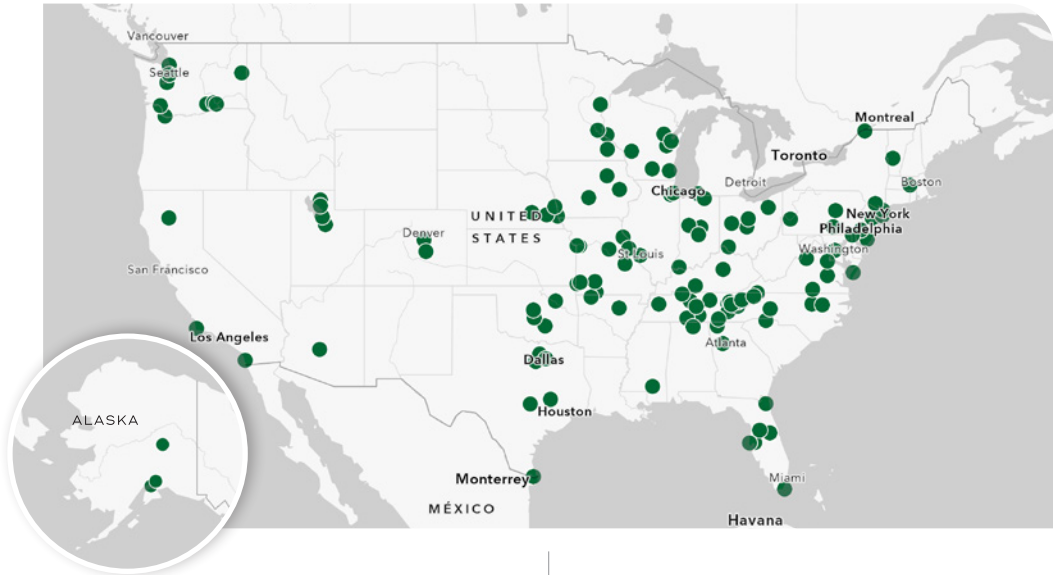 Vancouver
Seattle
Montreal
Toronto
Detroit
Boston
Chicago
New York
Philadelphia
UNITED
STATES
Denver
St Louis
Washington
San Francisco
Los Angeles
Atlanta
Dallas
Houston
ALASKA
Monterrey
Miami
MÉXICO
Havana